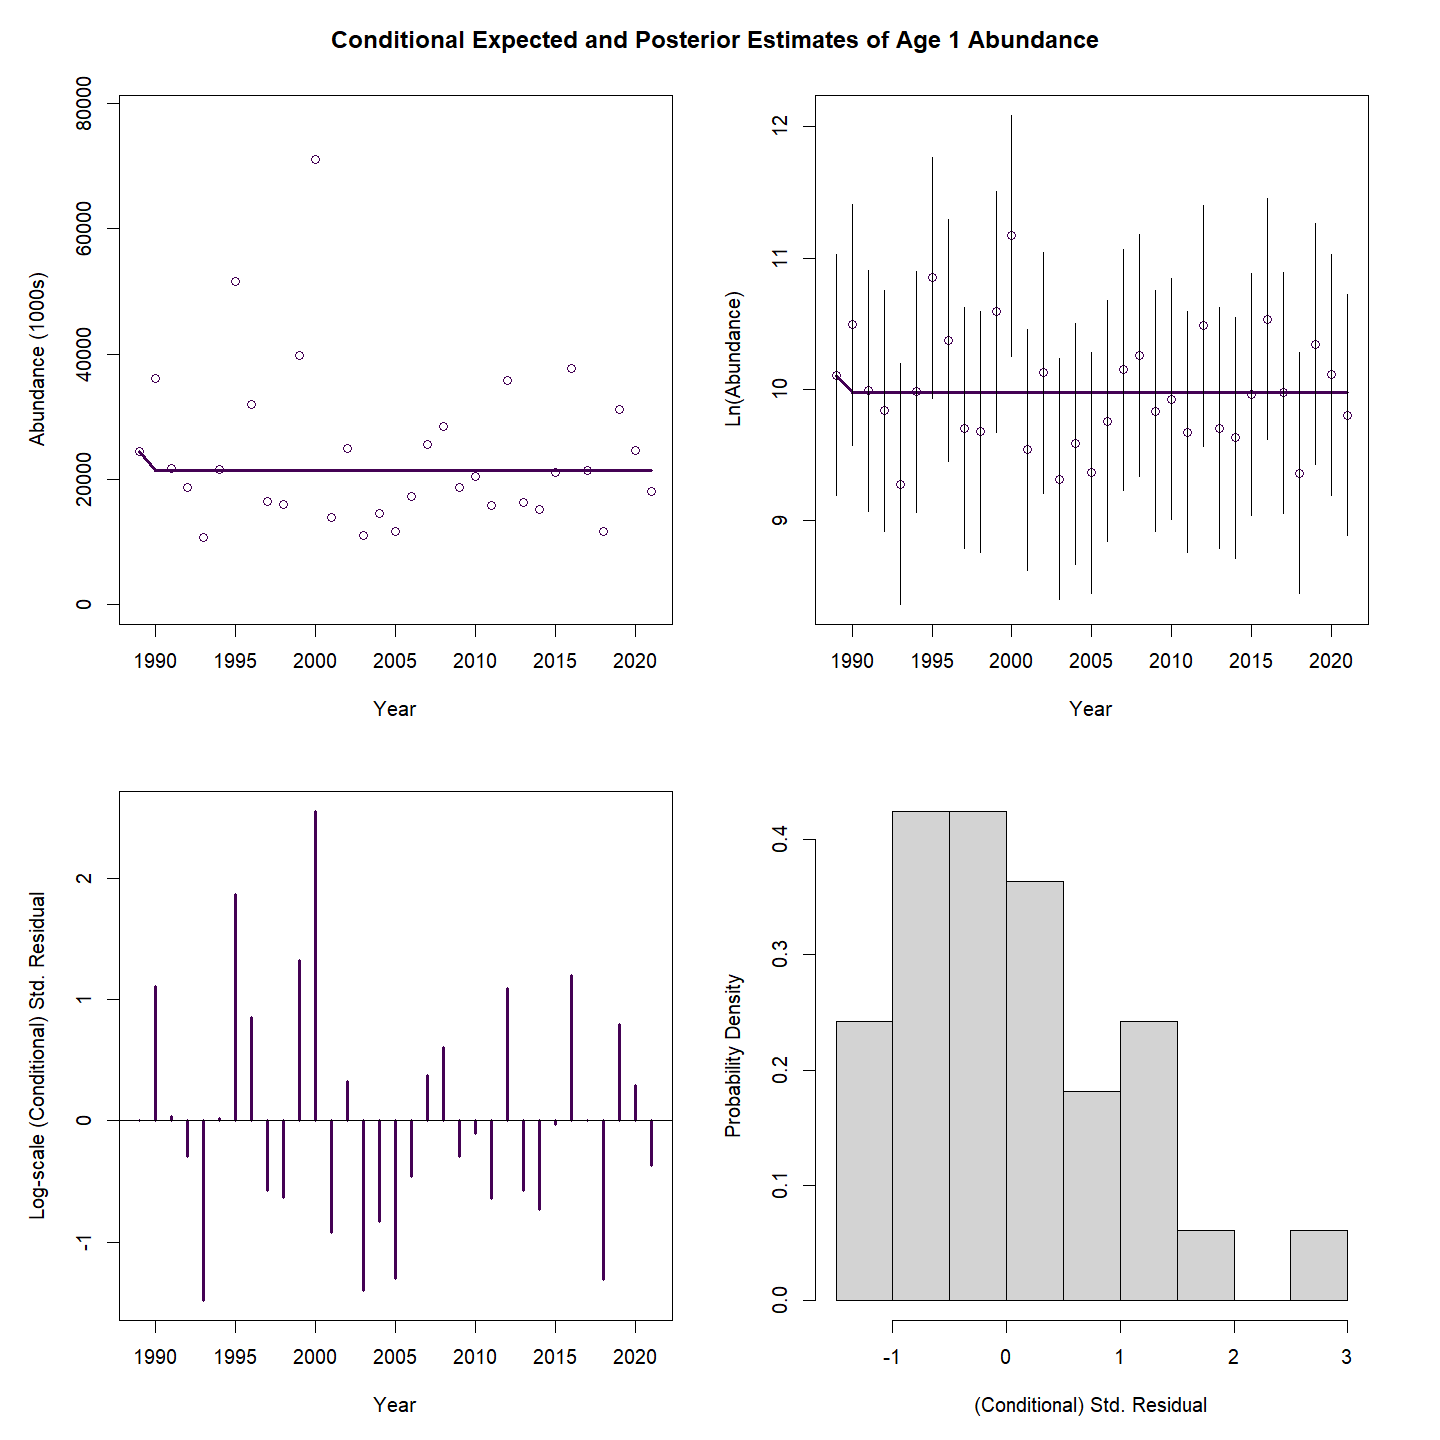 Conditional Expected and Posterior Estimates of Age 1 Abundance
Abundance (1000s)
80000
60000
40000
20000
0
1990 1995 2000 2005 2010 2015 2020
Year
Ln(Abundance)
12
11
10
9
1990 1995 2000 2005 2010 2015 2020
Year
Log-scale (Conditional) Std. Residual
2
1
0
-1
1990 1995 2000 2005 2010 2015 2020
Year
Probability Density
0.4
0.3
0.2
0.1
0.0
-1 0 1 2 3
(Conditional) Std. Residual